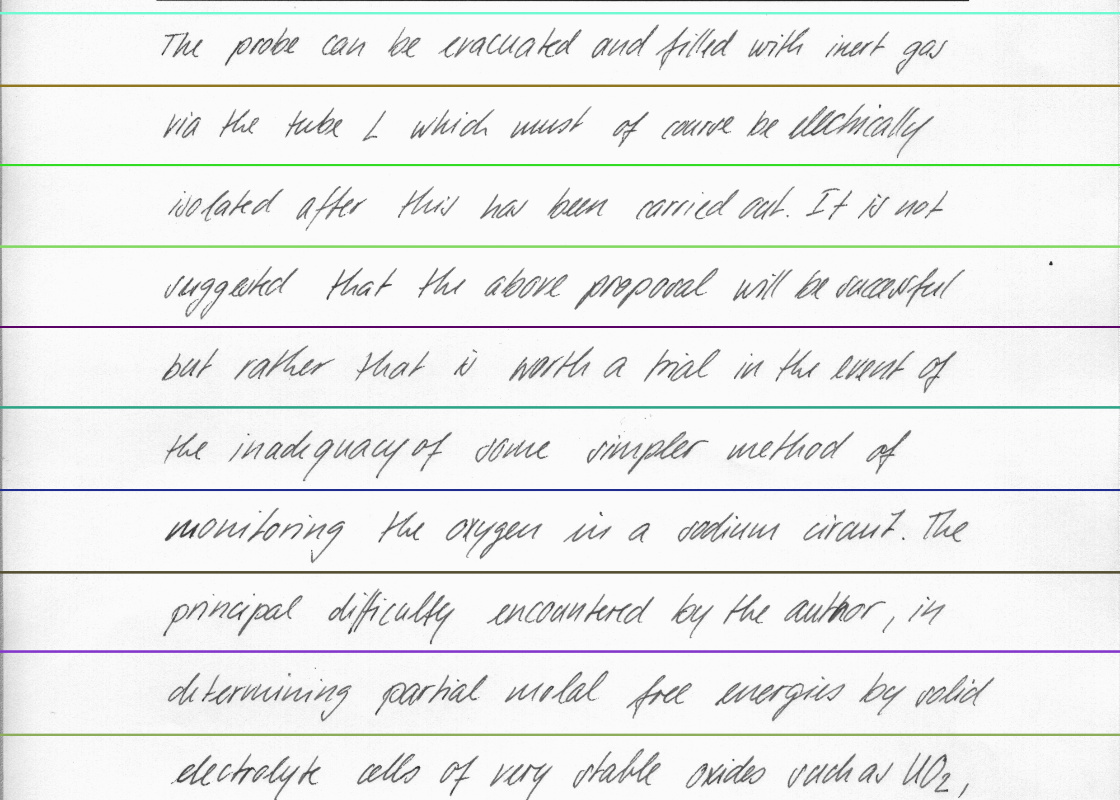 The probe can be evacuated and filled with inert gas
via the tube L which must of course be electrically
isolated after this has been carried out. It is not
suggested that the above proposal will be successful
but rather that is worth a trial in the event of
the inadequacy of some simpler method of
monitoring the oxygen in a sodium circuit. The
principal difficulty encountered by the author, in
determining partial molal free energies by solid
electrolyte cells of very stable oxides such as UO2,